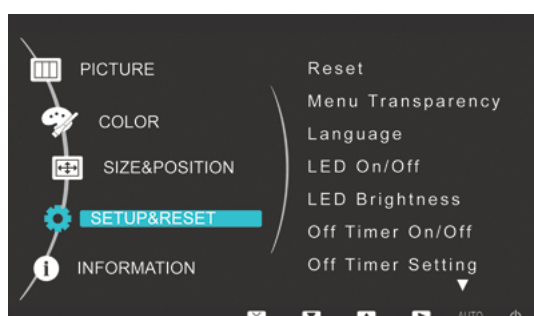 PICTURE
COLOR
SIZE&POSITION
SETUP&RESET
INFORMATION
Reset
Menu Transparency
Language
LED On/Off
LED Brightness
Off Timer On/Off
Off Timer Setting
AUTO